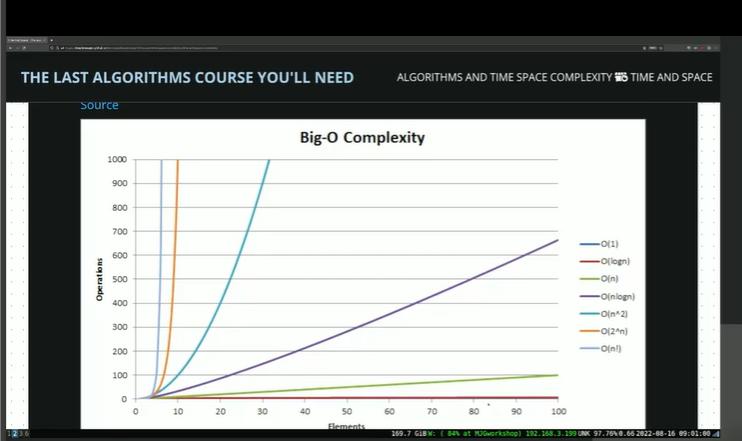 THE LAST ALGORITHMS COURSE YOU'LL NEED
ALGORITHMS AND TIME SPACE COMPLEXITY
TIME AND SPACE
Source
Big-O Complexity
1000
900
800
700
600
500
400
300
200
100
0
Operations
0 10 20 30 40 50 60 70 80 90 100
Elements
O(1)
O(logn)
O(n)
O(nlogn)
O(n^2)
O(2^n)
O(n!)
1 2 3 6
169.7 GiB W: ( 84% at MJGworkshop) 192.168.3.199 UNK 97.76% 0.66 2022-08-16 09:01:00